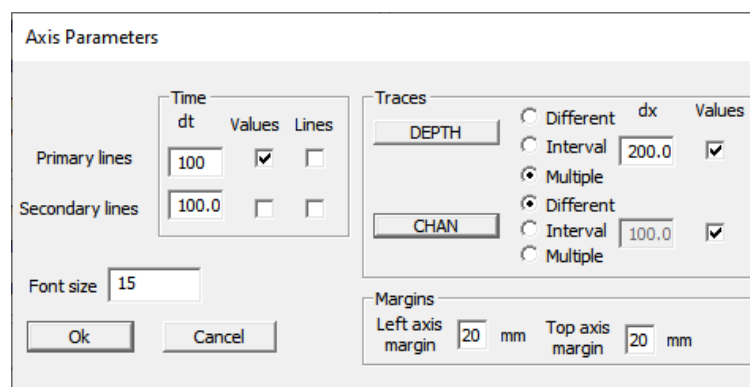 Axis Parameters
Time
dt Values Lines
Primary lines 100
Secondary lines 100.0
Font size 15
Ok Cancel
Traces
dx Values
DEPTH
Different
Interval 200.0
Multiple
CHAN
Different
Interval 100.0
Multiple
Margins
Left axis margin 20 mm
Top axis margin 20 mm